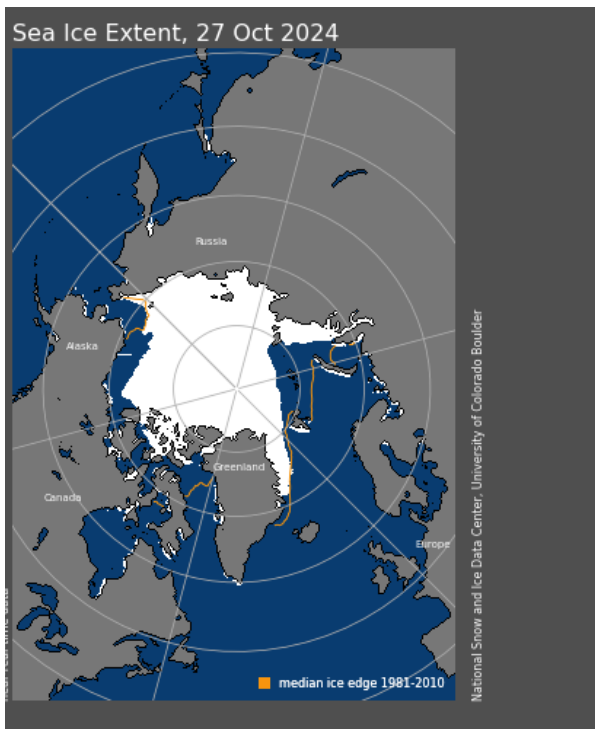 Sea Ice Extent, 27 Oct 2024
Russia
Alaska
Greenland
Canada
Europe
median ice edge 1981-2010
National Snow and Ice Data Center, University of Colorado Boulder